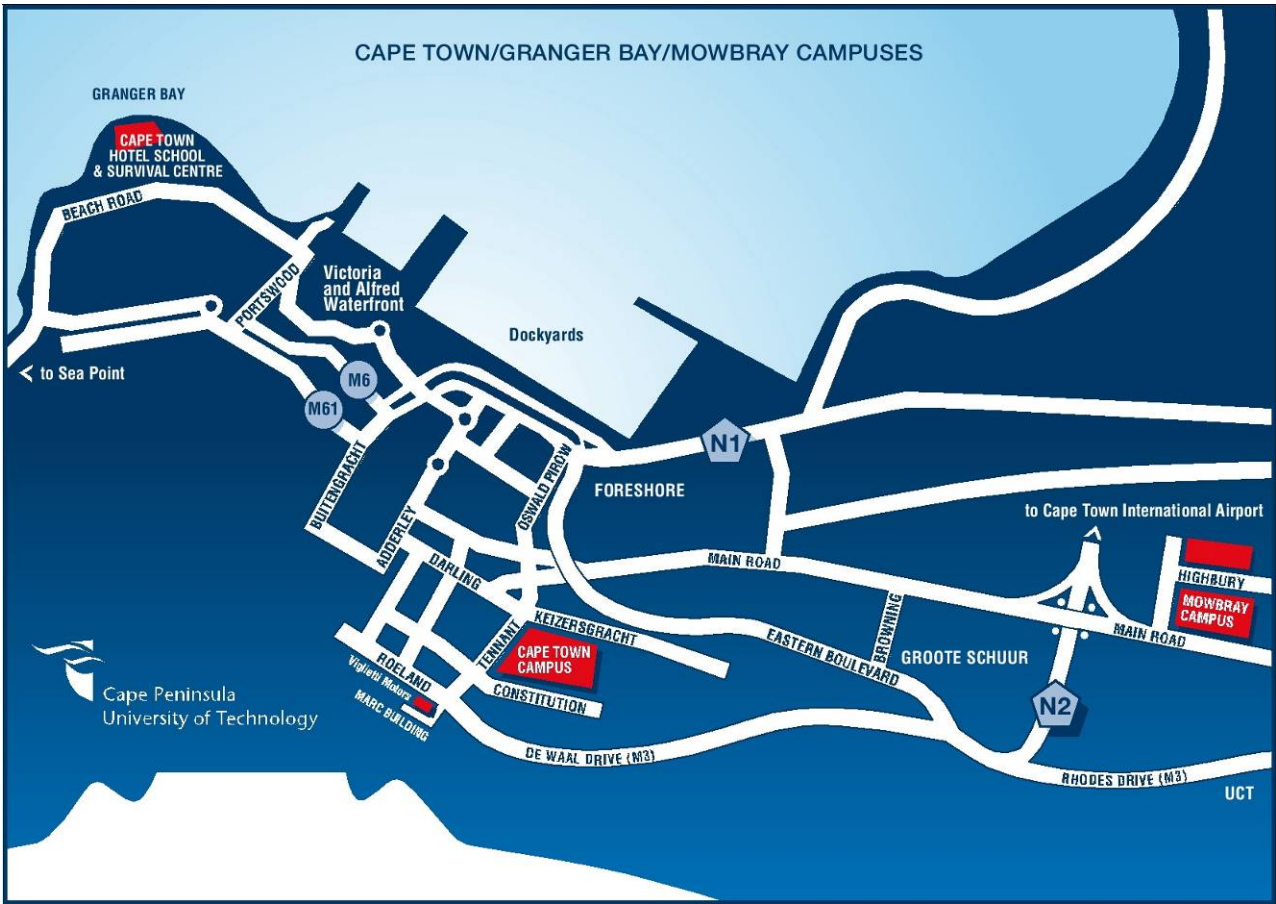 CAPE TOWN/GRANGER BAY/MOWBRAY CAMPUSES
GRANGER BAY
CAPE TOWN
HOTEL SCHOOL
& SURVIVAL CENTRE
BEACH ROAD
PORTSWOOD
Victoria
and Alfred
Waterfront
Dockyards
< to Sea Point
M6
M61
N1
BUITENGRACHT
ADDERLEY
OSWALD PIROW
FORESHORE
to Cape Town International Airport
DARLING
MAIN ROAD
HIGHBURY
MOWBRAY
CAMPUS
MAIN ROAD
KEIZERSGRACHT
TENNANT
EASTERN BOULEVARD
BROWNING
GROOTE SCHUUR
CAPE TOWN
CAMPUS
ROELAND
Viglietti Motors
MARC BUILDING
CONSTITUTION
N2
Cape Peninsula
University of Technology
DE WAAL DRIVE (M3)
RHODES DRIVE (M3)
UCT